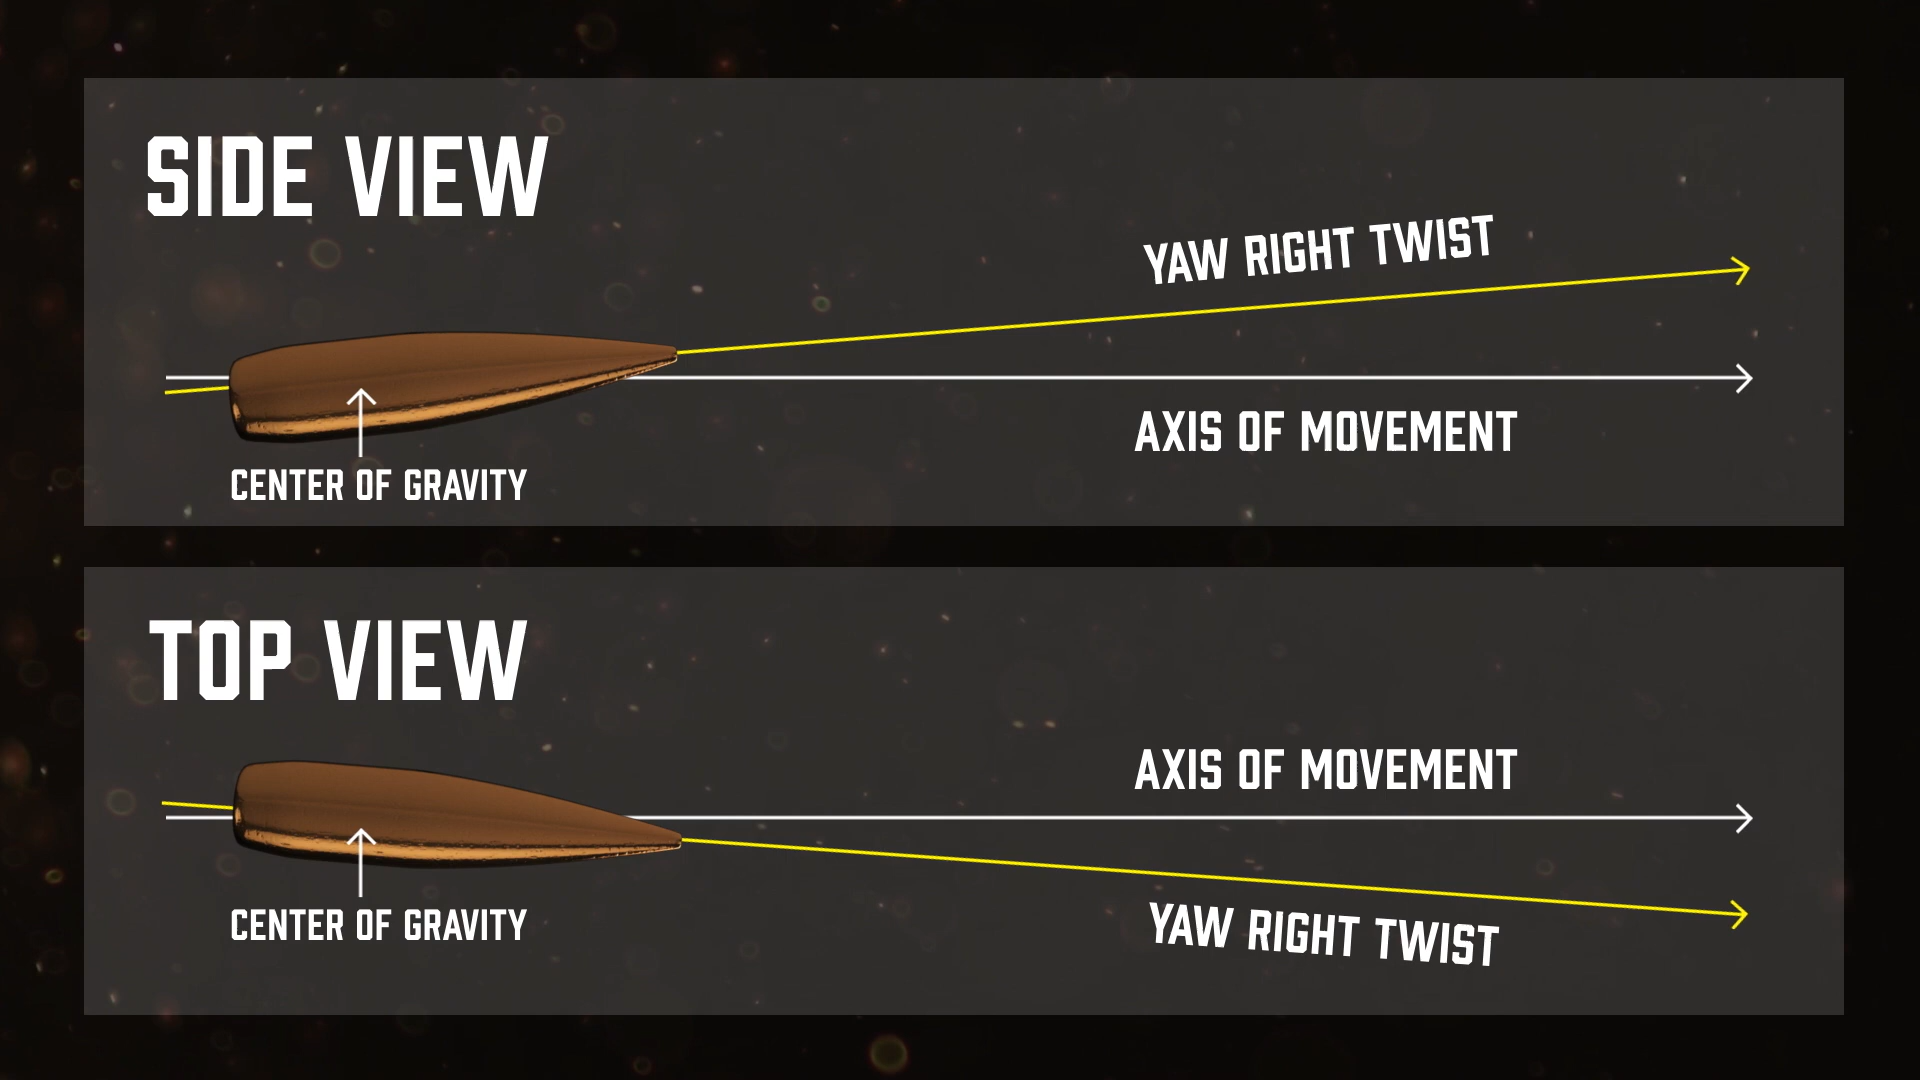 SIDE VIEW
YAW RIGHT TWIST
AXIS OF MOVEMENT
CENTER OF GRAVITY
TOP VIEW
AXIS OF MOVEMENT
YAW RIGHT TWIST
CENTER OF GRAVITY